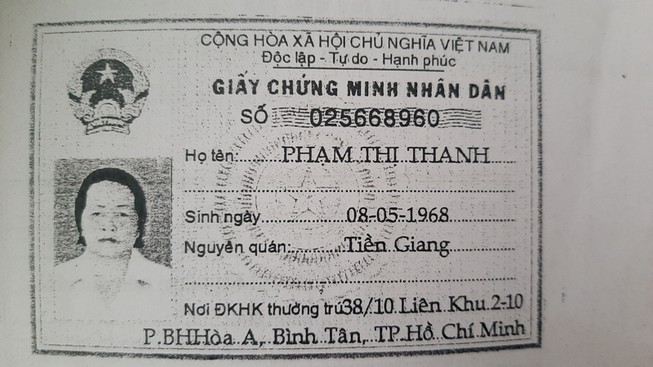 CỘNG HÒA XÃ HỘI CHỦ NGHĨA VIỆT NAM
Độc lập - Tự do - Hạnh phúc
GIẤY CHỨNG MINH NHÂN DÂN
SỐ 025668960
Họ tên: PHẠM THỊ THANH
Sinh ngày 08-05-1968
Nguyên quán: Tiền Giang
Nơi ĐKHK thường trú 38/10 Liên Khu 2-10
P.BHHòa A, Bình Tân, TP.Hồ Chí Minh